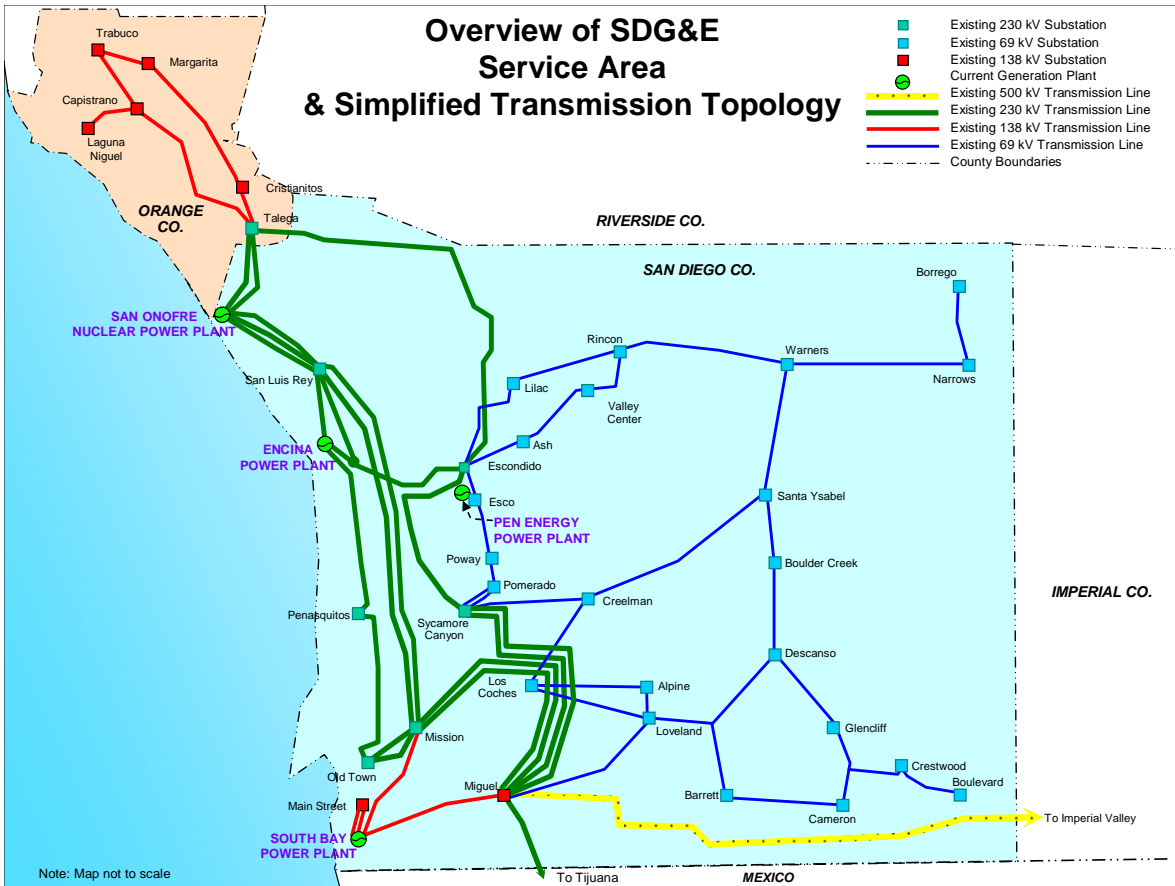 Overview of SDG&E
Service Area
& Simplified Transmission Topology
Existing 230 kV Substation
Existing 69 kV Substation
Existing 138 kV Substation
Current Generation Plant
Existing 500 kV Transmission Line
Existing 230 kV Transmission Line
Existing 138 kV Transmission Line
Existing 69 kV Transmission Line
County Boundaries
Trabuco
Margarita
Capistrano
Laguna
Niguel
Cristianitos
ORANGE
CO.
Talega
RIVERSIDE CO.
SAN DIEGO CO.
Borrego
SAN ONOFRE
NUCLEAR POWER PLANT
Rincon
Warners
Narrows
San Luis Rey
Lilac
Valley
Center
Ash
ENCINA
POWER PLANT
Escondido
Esco
Santa Ysabel
PEN ENERGY
POWER PLANT
Poway
Boulder Creek
Pomerado
Creelman
IMPERIAL CO.
Penasquitos
Sycamore
Canyon
Descanso
Los
Coches
Alpine
Loveland
Glencliff
Mission
Crestwood
Old Town
Boulevard
Miguel
Main Street
Barrett
Cameron
To Imperial Valley
SOUTH BAY
POWER PLANT
Note: Map not to scale
To Tijuana
MEXICO